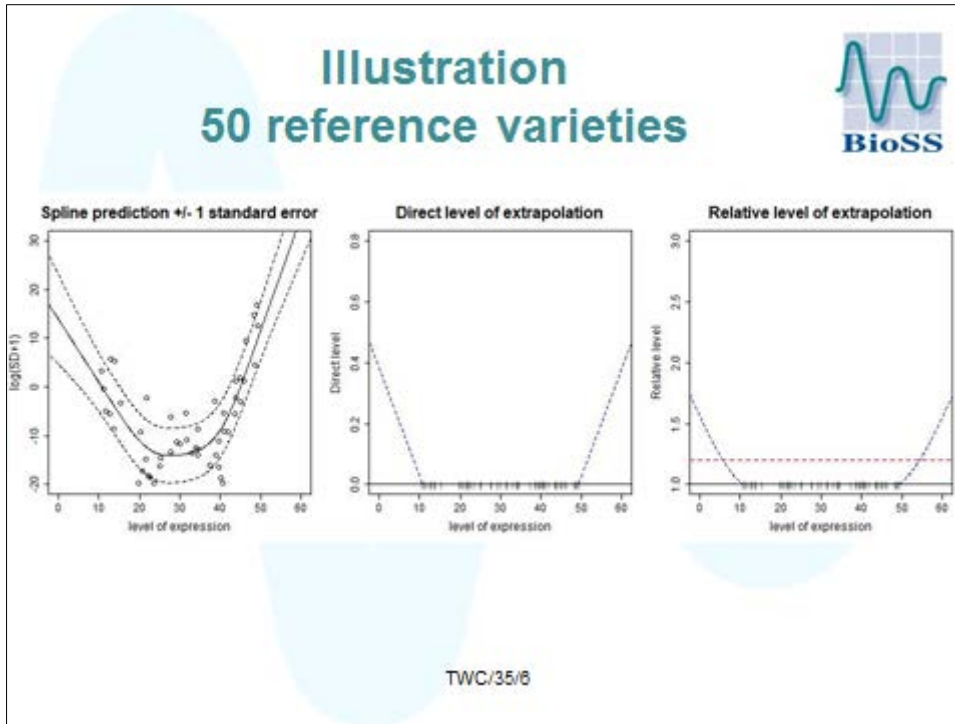 Illustration
50 reference varieties
BioSS
Spline prediction +/- 1 standard error
log(SD+1)
30
20
10
0
-10
-20
0 10 20 30 40 50 60
level of expression
Direct level of extrapolation
Direct level
0.8
0.6
0.4
0.2
0.0
0 10 20 30 40 50 60
level of expression
Relative level of extrapolation
Relative level
3.0
2.5
2.0
1.5
1.0
0 10 20 30 40 50 60
level of expression
TWC/35/6